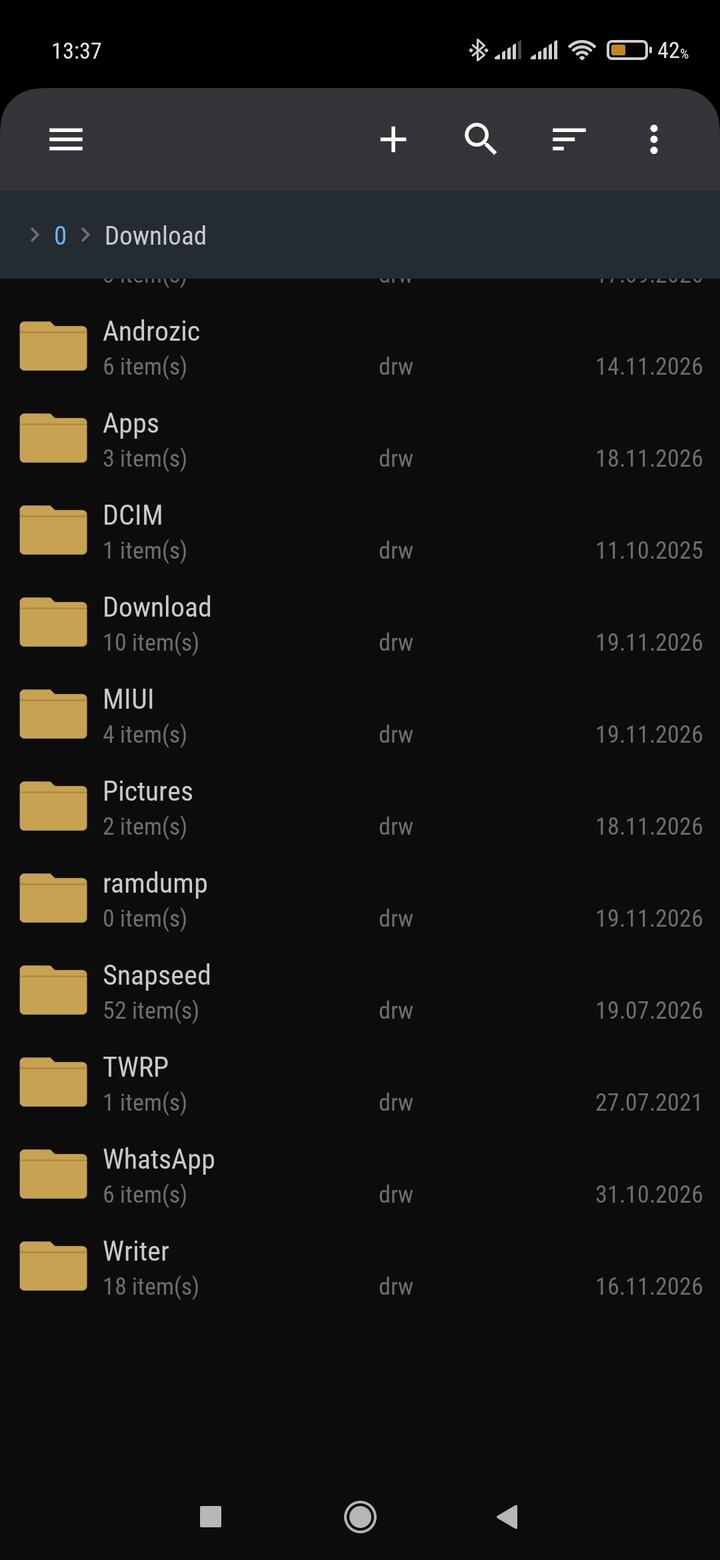 13:37 42%
0 Download
Androzic
6 item(s) drw 14.11.2026
Apps
3 item(s) drw 18.11.2026
DCIM
1 item(s) drw 11.10.2025
Download
10 item(s) drw 19.11.2026
MIUI
4 item(s) drw 19.11.2026
Pictures
2 item(s) drw 18.11.2026
ramdump
0 item(s) drw 19.11.2026
Snapseed
52 item(s) drw 19.07.2026
TWRP
1 item(s) drw 27.07.2021
WhatsApp
6 item(s) drw 31.10.2026
Writer
18 item(s) drw 16.11.2026